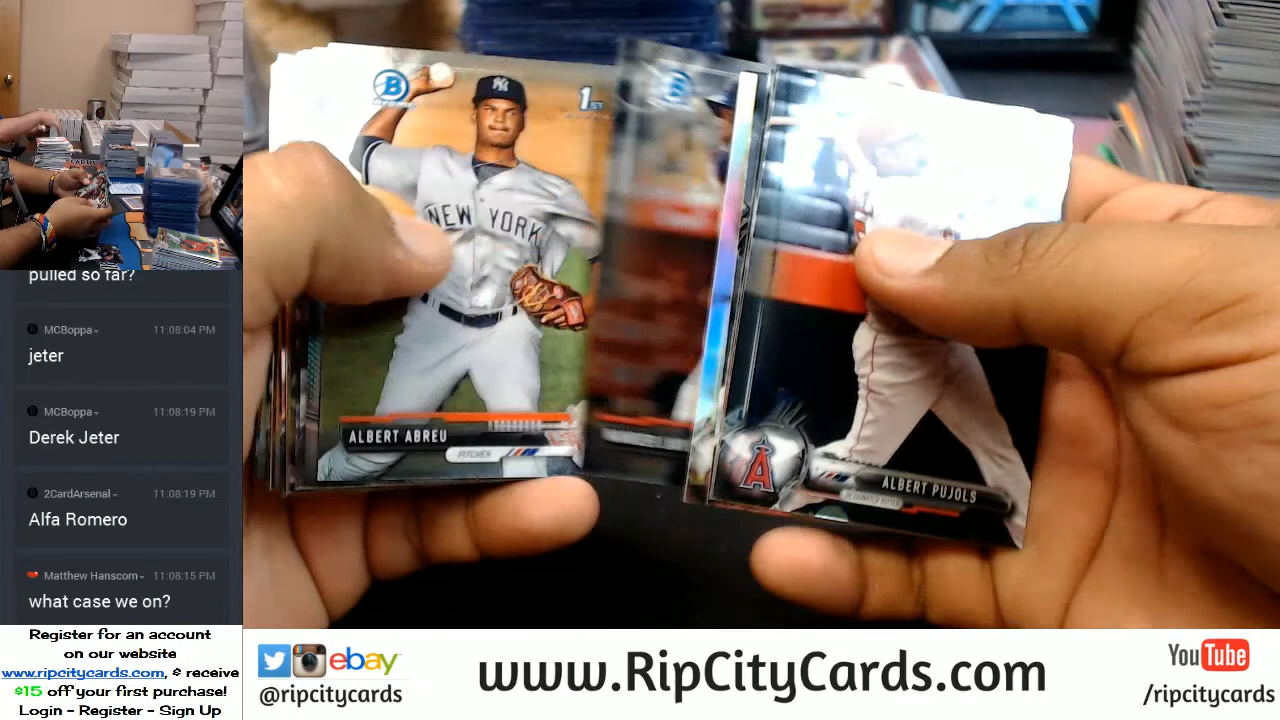 pulled so far?
MCBoppa 11:08:04 PM
jeter
MCBoppa 11:08:19 PM
Derek Jeter
2CardArsenal 11:08:19 PM
Alfa Romero
Matthew Hanscom 11:08:15 PM
what case we on?
Register for an account
on our website
www.ripcitycards.com, & receive
$15 off your first purchase!
Login - Register - Sign Up
B
1ST
NY
NEW YORK
ALBERT ABREU
PITCHER
A
ALBERT PUJOLS
DESIGNATED HITTER
ebay
@ripcitycards
www.RipCityCards.com
YouTube
/ripcitycards